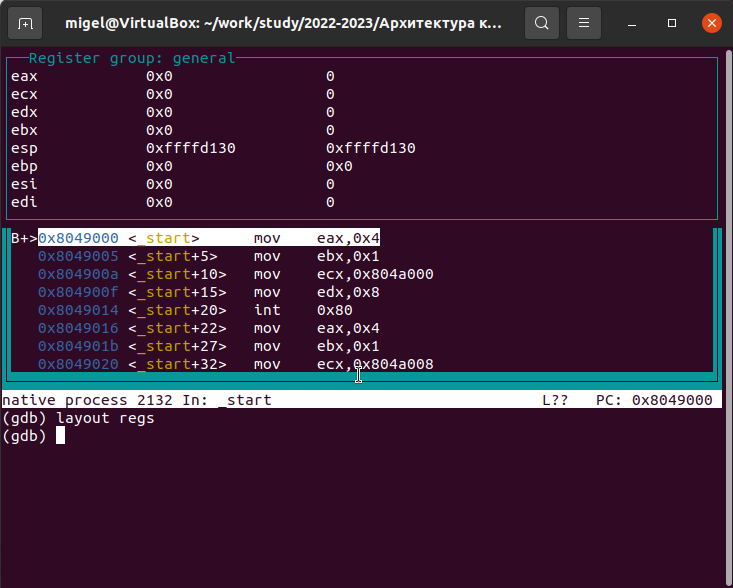 migel@VirtualBox: ~/work/study/2022-2023/Архитектура к...
Register group: general
eax 0x0 0
ecx 0x0 0
edx 0x0 0
ebx 0x0 0
esp 0xffffd130 0xffffd130
ebp 0x0 0x0
esi 0x0 0
edi 0x0 0
B+>0x8049000 <_start> mov eax,0x4
0x8049005 <_start+5> mov ebx,0x1
0x804900a <_start+10> mov ecx,0x804a000
0x804900f <_start+15> mov edx,0x8
0x8049014 <_start+20> int 0x80
0x8049016 <_start+22> mov eax,0x4
0x804901b <_start+27> mov ebx,0x1
0x8049020 <_start+32> mov ecx,0x804a008
native process 2132 In: _start L?? PC: 0x8049000
(gdb) layout regs
(gdb)